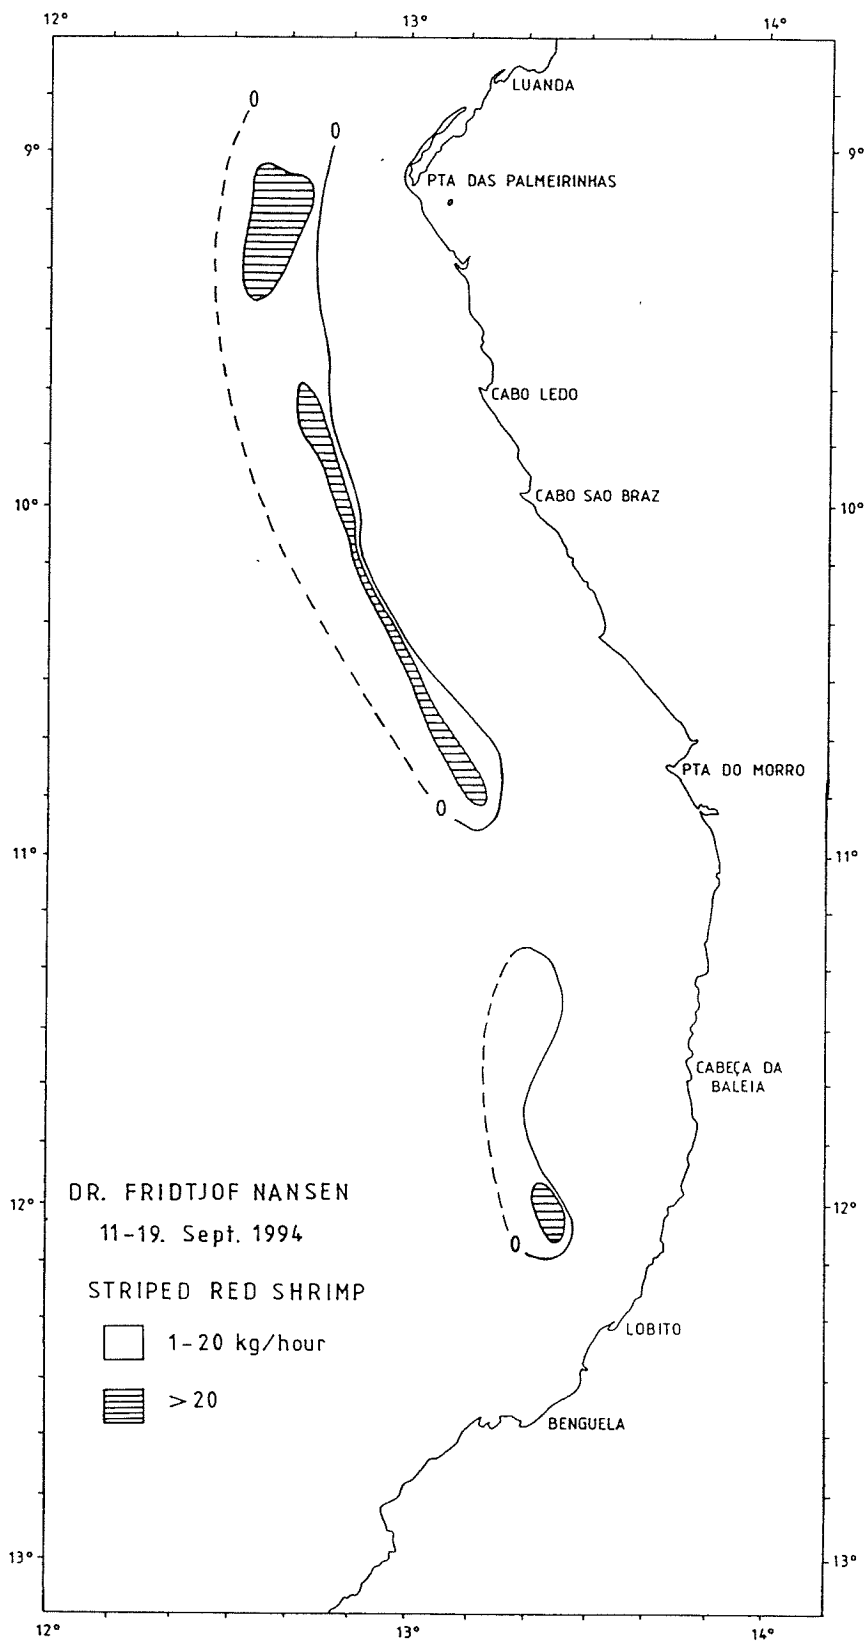 12° 13° 14°
0
LUANDA
0
9° 9°
PTA DAS PALMEIRINHAS
CABO LEDO
CABO SAO BRAZ
10° 10°
PTA DO MORRO
0
11° 11°
CABEÇA DA
BALEIA
DR. FRIDTJOF NANSEN
12° 12°
11-19. Sept. 1994
0
STRIPED RED SHRIMP
LOBITO
1-20 kg/hour
>20
BENGUELA
13° 13°
12° 13° 14°